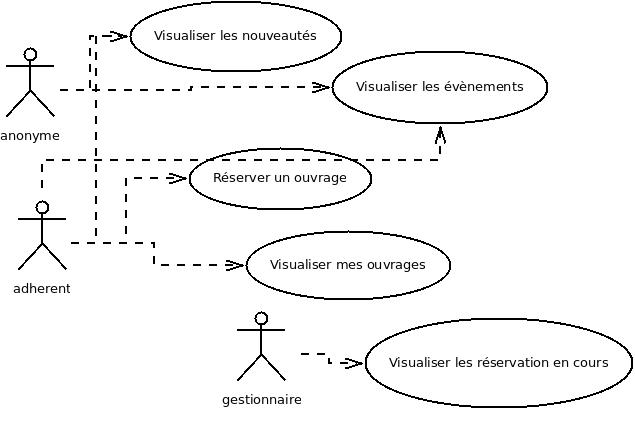 Visualiser les nouveautés
Visualiser les évènements
anonyme
Réserver un ouvrage
adherent
Visualiser mes ouvrages
Visualiser les réservation en cours
gestionnaire